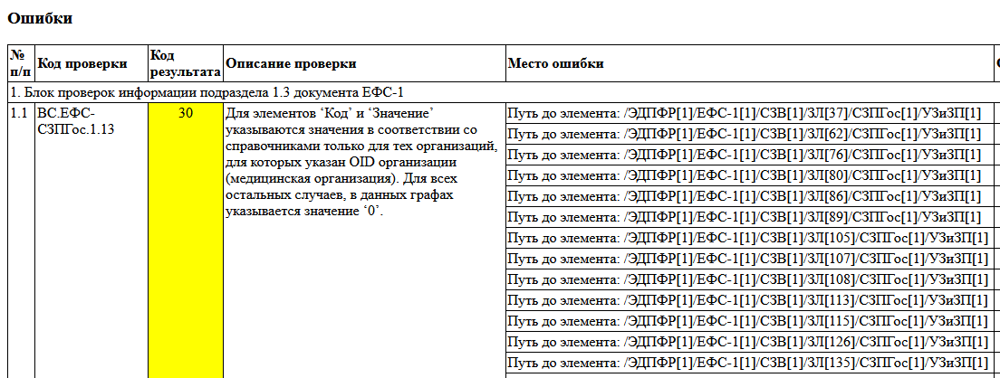 Ошибки
№ п/п Код проверки Код результата Описание проверки Место ошибки
1. Блок проверок информации подраздела 1.3 документа ЕФС-1
1.1 ВС.ЕФС-СЗПГос.1.13 30
Для элементов ‘Код’ и ‘Значение’
указываются значения в соответствии со
справочниками только для тех организаций,
для которых указан OID организации
(медицинская организация). Для всех
остальных случаев, в данных графах
указывается значение ‘0’.
Путь до элемента: /ЭДПФР[1]/ЕФС-1[1]/СЗВ[1]/ЗЛ[37]/СЗПГос[1]/УЗиЗП[1]
Путь до элемента: /ЭДПФР[1]/ЕФС-1[1]/СЗВ[1]/ЗЛ[62]/СЗПГос[1]/УЗиЗП[1]
Путь до элемента: /ЭДПФР[1]/ЕФС-1[1]/СЗВ[1]/ЗЛ[76]/СЗПГос[1]/УЗиЗП[1]
Путь до элемента: /ЭДПФР[1]/ЕФС-1[1]/СЗВ[1]/ЗЛ[80]/СЗПГос[1]/УЗиЗП[1]
Путь до элемента: /ЭДПФР[1]/ЕФС-1[1]/СЗВ[1]/ЗЛ[86]/СЗПГос[1]/УЗиЗП[1]
Путь до элемента: /ЭДПФР[1]/ЕФС-1[1]/СЗВ[1]/ЗЛ[89]/СЗПГос[1]/УЗиЗП[1]
Путь до элемента: /ЭДПФР[1]/ЕФС-1[1]/СЗВ[1]/ЗЛ[105]/СЗПГос[1]/УЗиЗП[1]
Путь до элемента: /ЭДПФР[1]/ЕФС-1[1]/СЗВ[1]/ЗЛ[107]/СЗПГос[1]/УЗиЗП[1]
Путь до элемента: /ЭДПФР[1]/ЕФС-1[1]/СЗВ[1]/ЗЛ[108]/СЗПГос[1]/УЗиЗП[1]
Путь до элемента: /ЭДПФР[1]/ЕФС-1[1]/СЗВ[1]/ЗЛ[113]/СЗПГос[1]/УЗиЗП[1]
Путь до элемента: /ЭДПФР[1]/ЕФС-1[1]/СЗВ[1]/ЗЛ[115]/СЗПГос[1]/УЗиЗП[1]
Путь до элемента: /ЭДПФР[1]/ЕФС-1[1]/СЗВ[1]/ЗЛ[126]/СЗПГос[1]/УЗиЗП[1]
Путь до элемента: /ЭДПФР[1]/ЕФС-1[1]/СЗВ[1]/ЗЛ[135]/СЗПГос[1]/УЗиЗП[1]